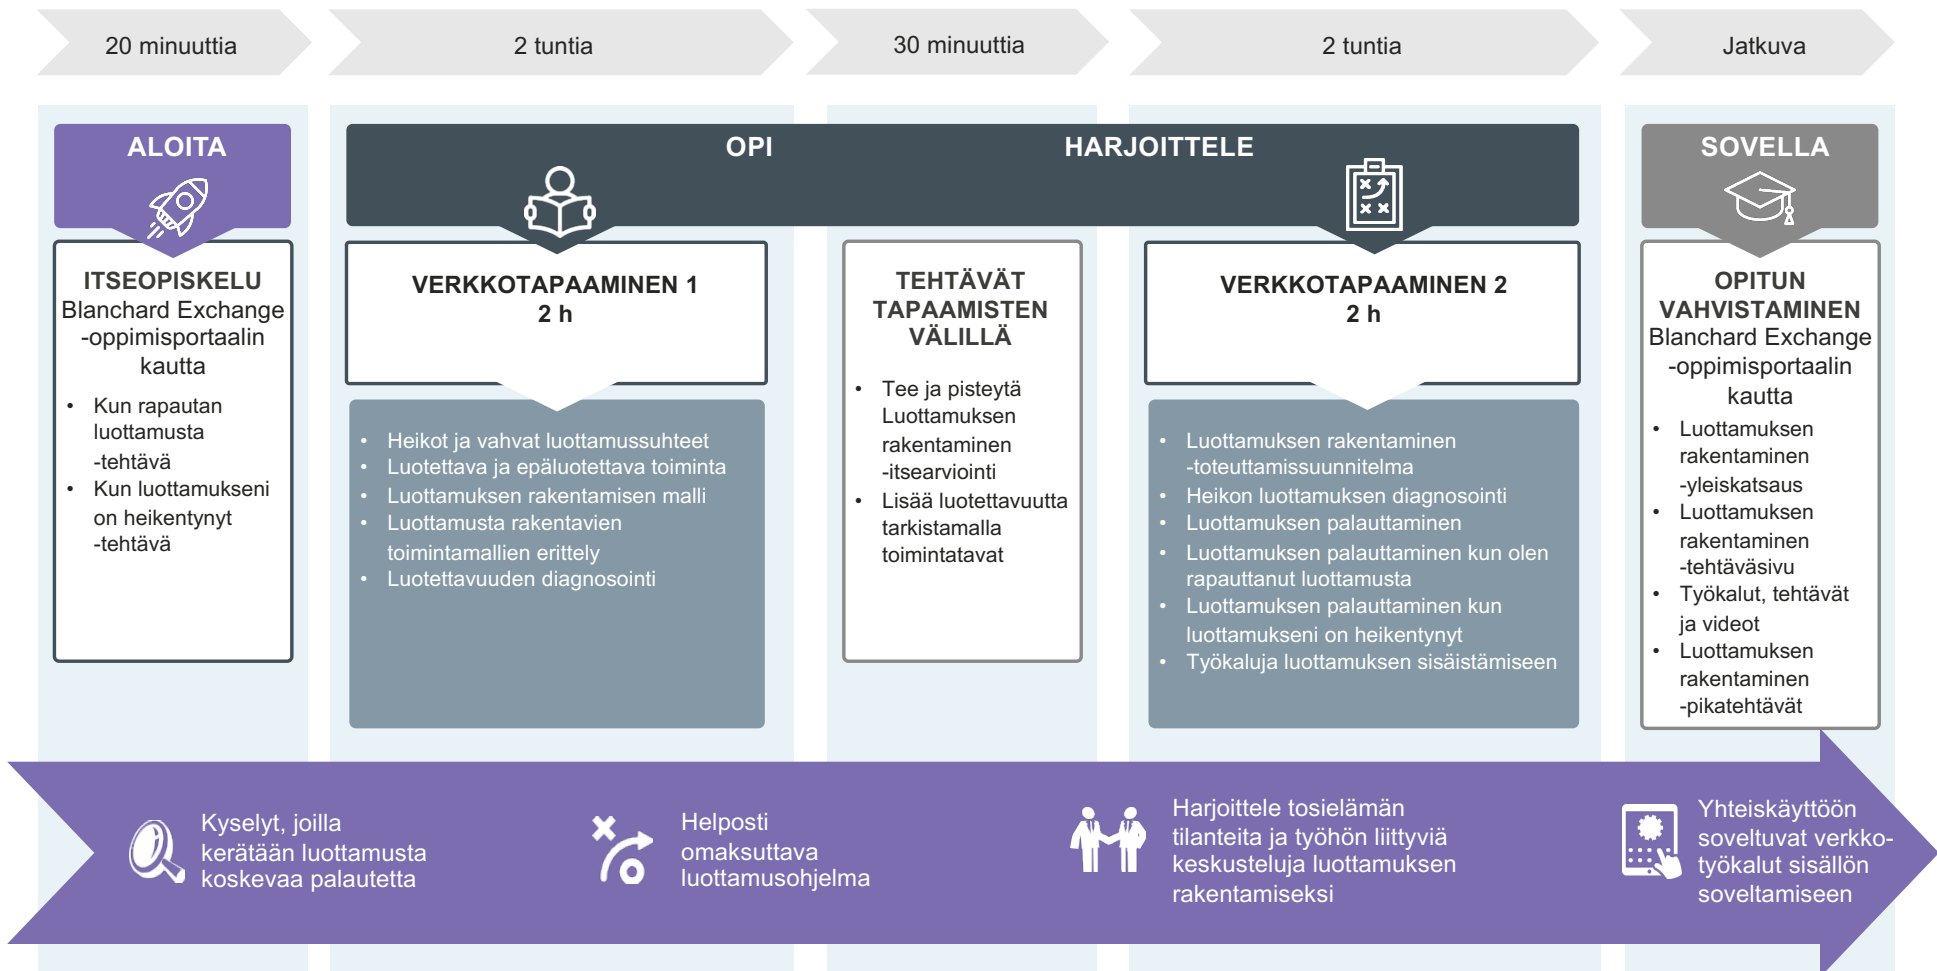 20 minuuttia
2 tuntia
30 minuuttia
2 tuntia
Jatkuva
ALOITA
OPI
HARJOITTELE
SOVELLA
ITSEOPISKELU
Blanchard Exchange
-oppimisportaalin
kautta
• Kun rapautan
luottamusta
-tehtävä
• Kun luottamukseni
on heikentynyt
-tehtävä
VERKKOTAPAAMINEN 1
2 h
• Heikot ja vahvat luottamussuhteet
• Luotettava ja epäluotettava toiminta
• Luottamuksen rakentamisen malli
• Luottamusta rakentavien
toimintamallien erittely
• Luotettavuuden diagnosointi
TEHTÄVÄT
TAPAAMISTEN
VÄLILLÄ
• Tee ja pisteytä
Luottamuksen
rakentaminen
-itsearviointi
• Lisää luotettavuutta
tarkistamalla
toimintatavat
VERKKOTAPAAMINEN 2
2 h
• Luottamuksen rakentaminen
-toteuttamissuunnitelma
• Heikon luottamuksen diagnosointi
• Luottamuksen palauttaminen
• Luottamuksen palauttaminen kun olen
rapauttanut luottamusta
• Luottamuksen palauttaminen kun
luottamukseni on heikentynyt
• Työkaluja luottamuksen sisäistämiseen
OPITUN
VAHVISTAMINEN
Blanchard Exchange
-oppimisportaalin
kautta
• Luottamuksen
rakentaminen
-yleiskatsaus
• Luottamuksen
rakentaminen
-tehtäväsivu
• Työkalut, tehtävät
ja videot
• Luottamuksen
rakentaminen
-pikatehtävät
Kyselyt, joilla
kerätään luottamusta
koskevaa palautetta
Helposti
omaksuttava
luottamusohjelma
Harjoittele tosielämän
tilanteita ja työhön liittyviä
keskusteluja luottamuksen
rakentamiseksi
Yhteiskäyttöön
soveltuvat verkko-
työkalut sisällön
soveltamiseen